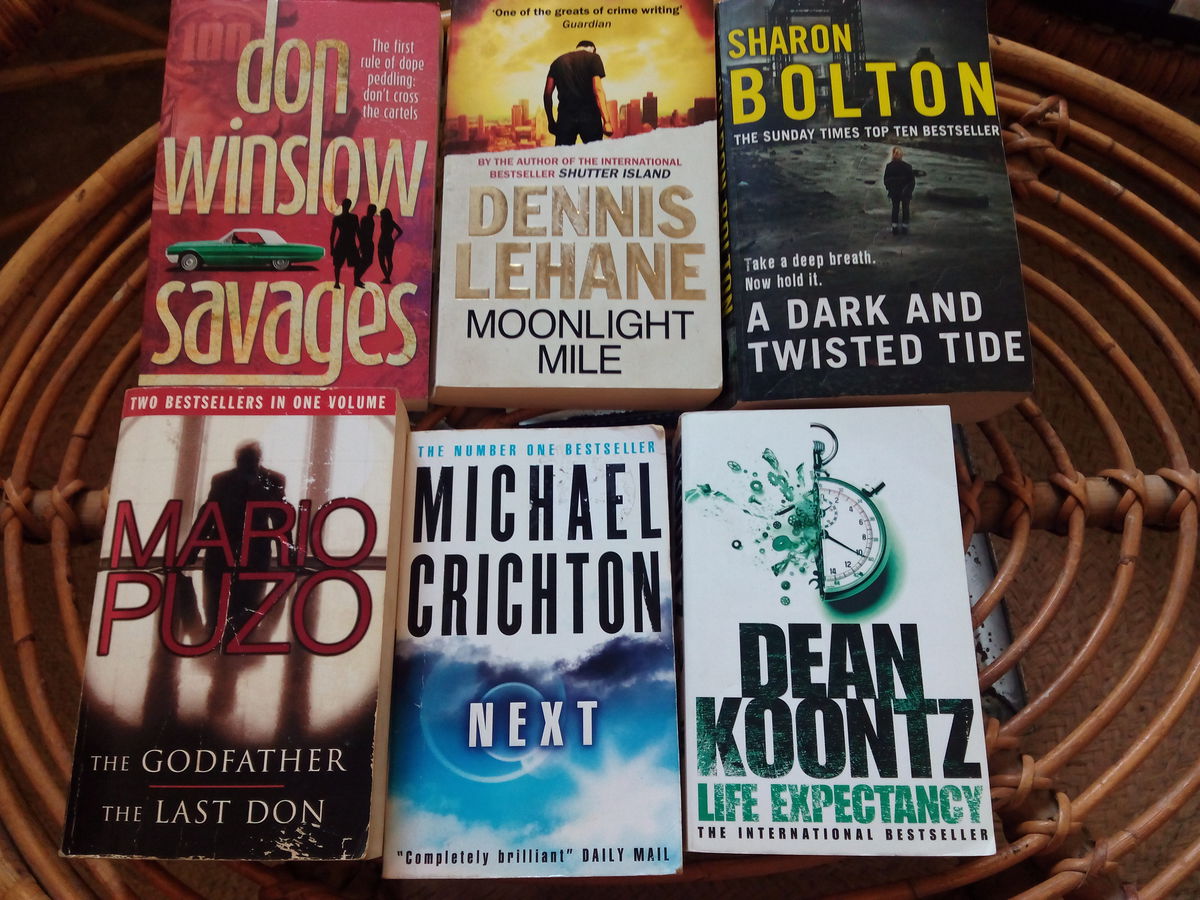 don
winslow
The first
rule of dope
peddling:
don't cross
the cartels
savages
'One of the greats of crime writing'
Guardian
BY THE AUTHOR OF THE INTERNATIONAL
BESTSELLER SHUTTER ISLAND
DENNIS
LEHANE
MOONLIGHT
MILE
SHARON
BOLTON
THE SUNDAY TIMES TOP TEN BESTSELLER
Take a deep breath.
Now hold it.
A DARK AND
TWISTED TIDE
TWO BESTSELLERS IN ONE VOLUME
MARIO
PUZO
THE GODFATHER
THE LAST DON
THE NUMBER ONE BESTSELLER
MICHAEL
CRICHTON
NEXT
"Completely brilliant" DAILY MAIL
DEAN
KOONTZ
LIFE EXPECTANCY
THE INTERNATIONAL BESTSELLER